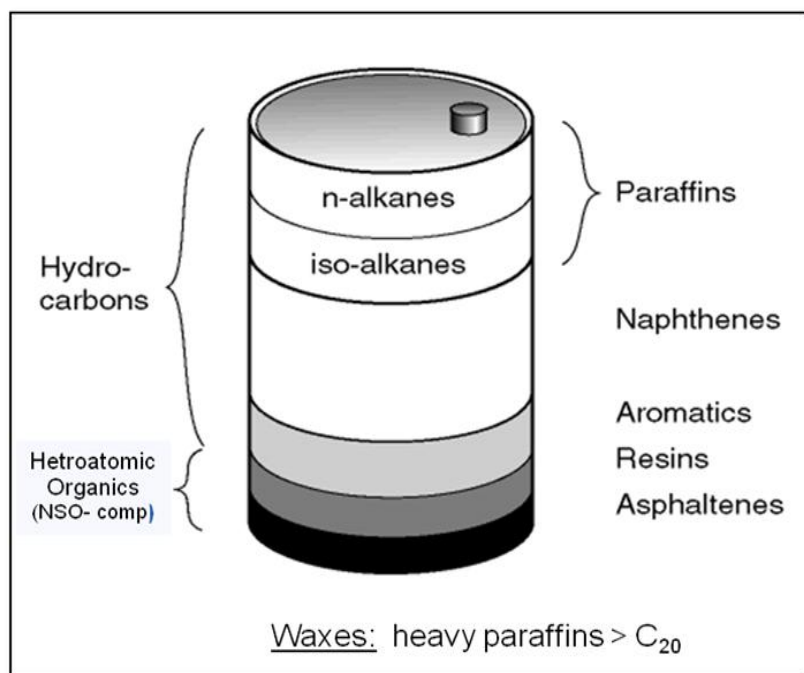 n-alkanes
iso-alkanes
Paraffins
Hydro-
carbons
Naphthenes
Aromatics
Resins
Asphaltenes
Hetroatomic
Organics
(NSO- comp)
Waxes: heavy paraffins > C₂₀